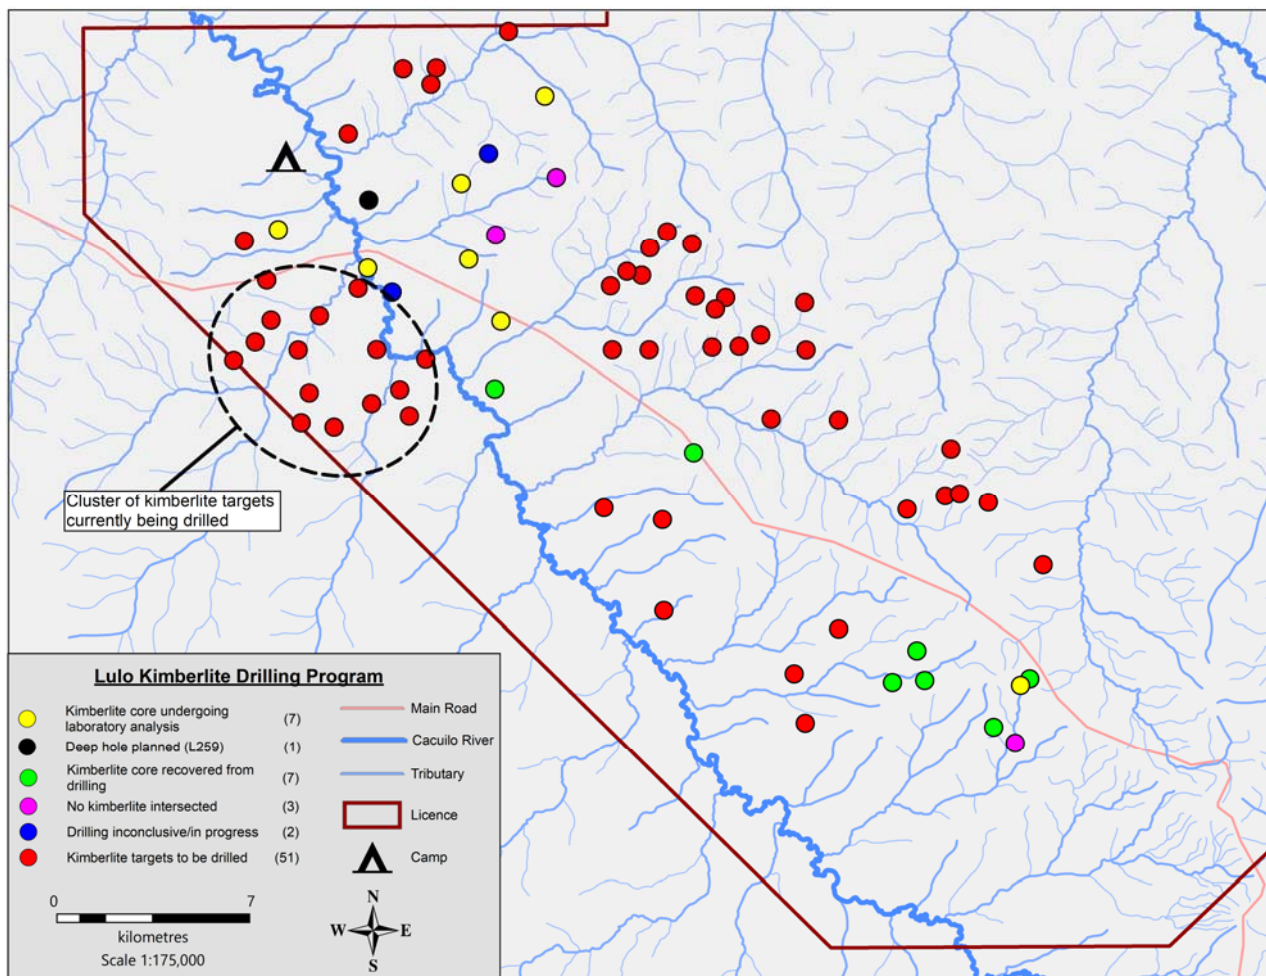 Cluster of kimberlite targets
currently being drilled
Lulo Kimberlite Drilling Program
Kimberlite core undergoing
laboratory analysis
(7)
Deep hole planned (L259)
(1)
Kimberlite core recovered from
drilling
(7)
No kimberlite intersected
(3)
Drilling inconclusive/in progress
(2)
Kimberlite targets to be drilled
(51)
0
7
kilometres
Scale 1:175,000
Main Road
Cacuilo River
Tributary
Licence
Camp
N
W
E
S